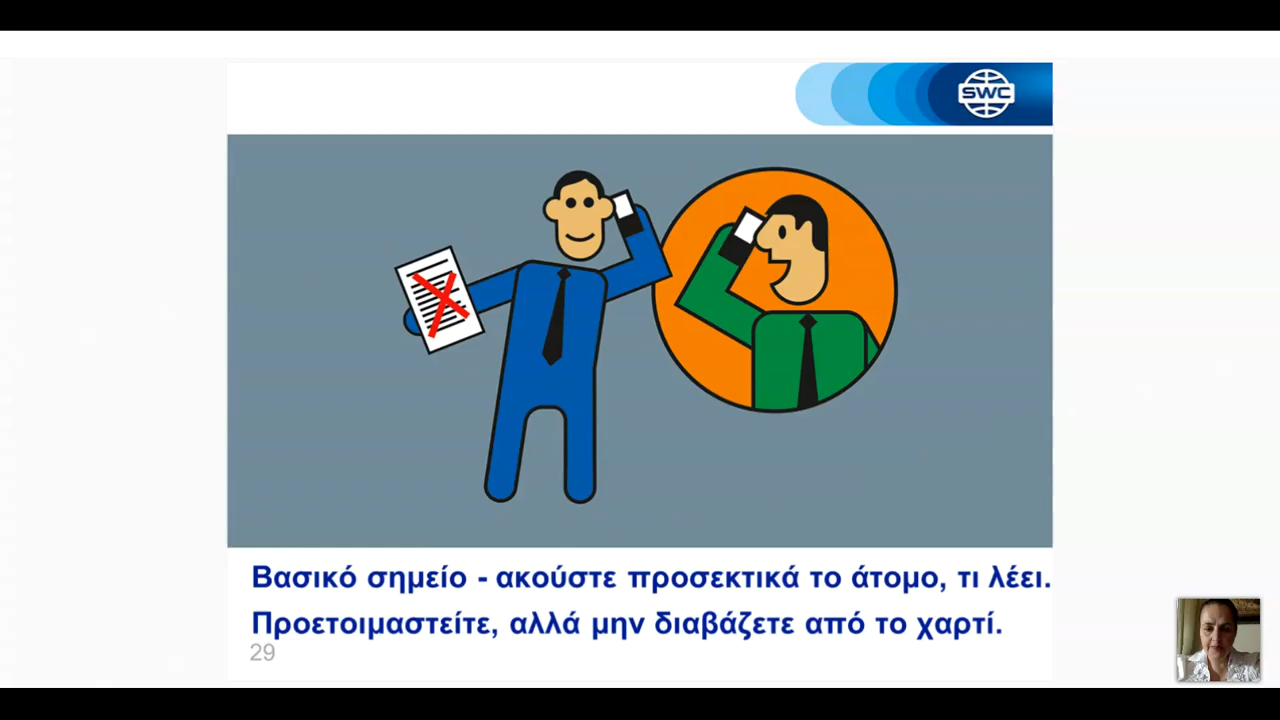 SWC
Βασικό σημείο - ακούστε προσεκτικά το άτομο, τι λέει.
Προετοιμαστείτε, αλλά μην διαβάζετε από το χαρτί.
29